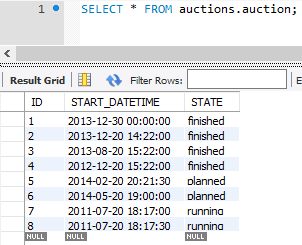 1 SELECT * FROM auctions.auction;
Result Grid Filter Rows: E
ID START_DATETIME STATE
1 2013-12-30 00:00:00 finished
2 2013-12-20 14:22:00 finished
3 2013-08-20 15:22:00 finished
4 2012-12-20 15:22:00 finished
5 2014-02-20 20:21:30 planned
6 2014-05-20 19:00:00 planned
7 2011-07-20 18:17:00 running
8 2011-07-20 18:17:30 running
NULL NULL NULL